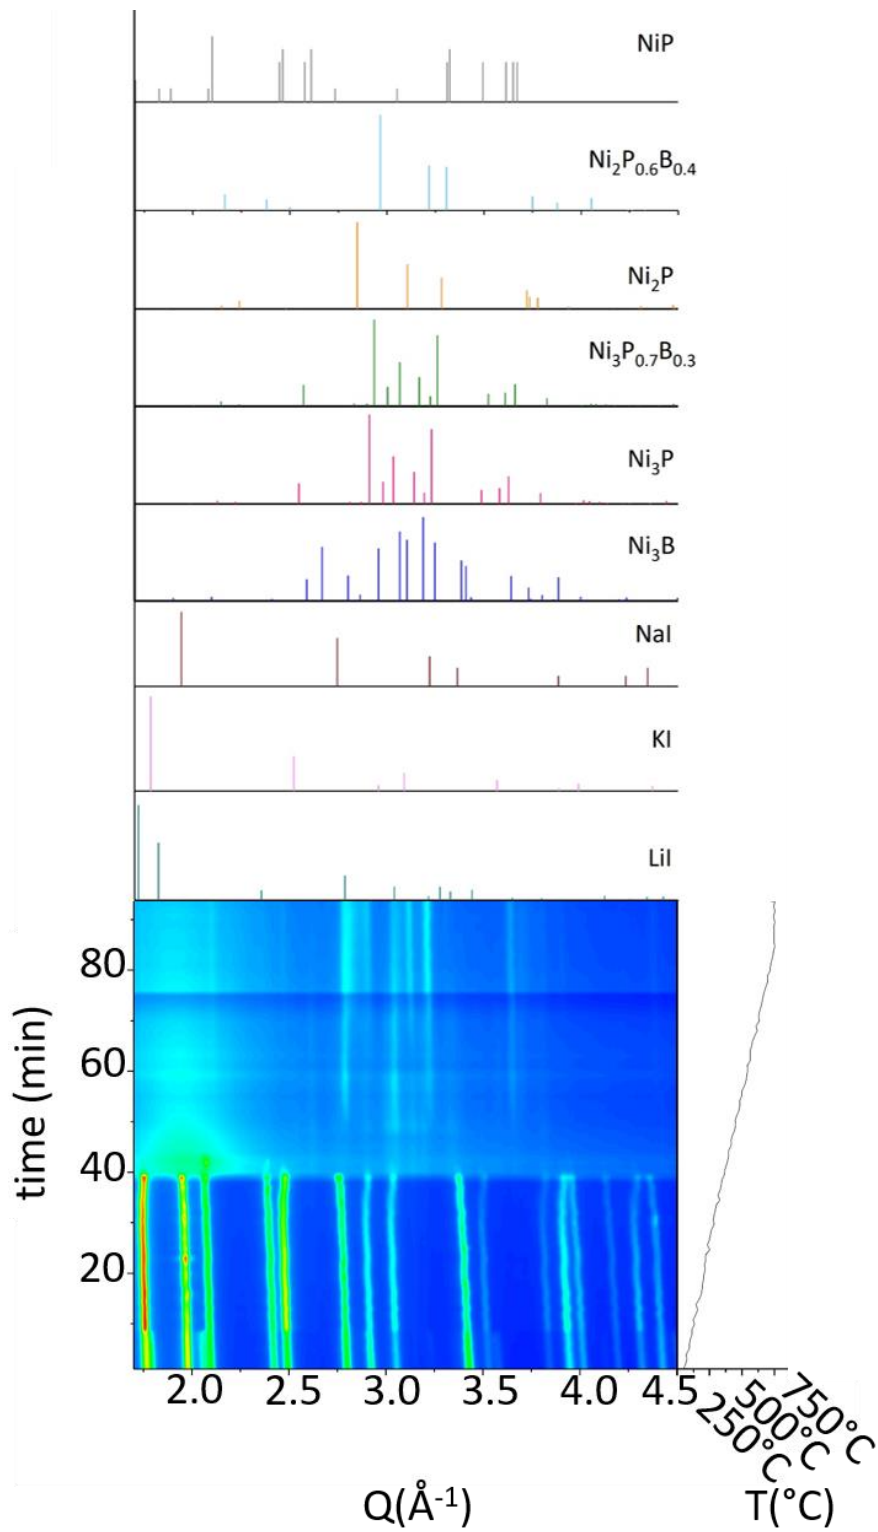 NiP
Ni₂P₀.₆B₀.₄
Ni₂P
Ni₃P₀.₇B₀.₃
Ni₃P
Ni₃B
NaI
KI
LiI
80
60
40
20
time (min)
2.0 2.5 3.0 3.5 4.0 4.5
250°C
500°C
750°C
Q(Å⁻¹)
T(°C)